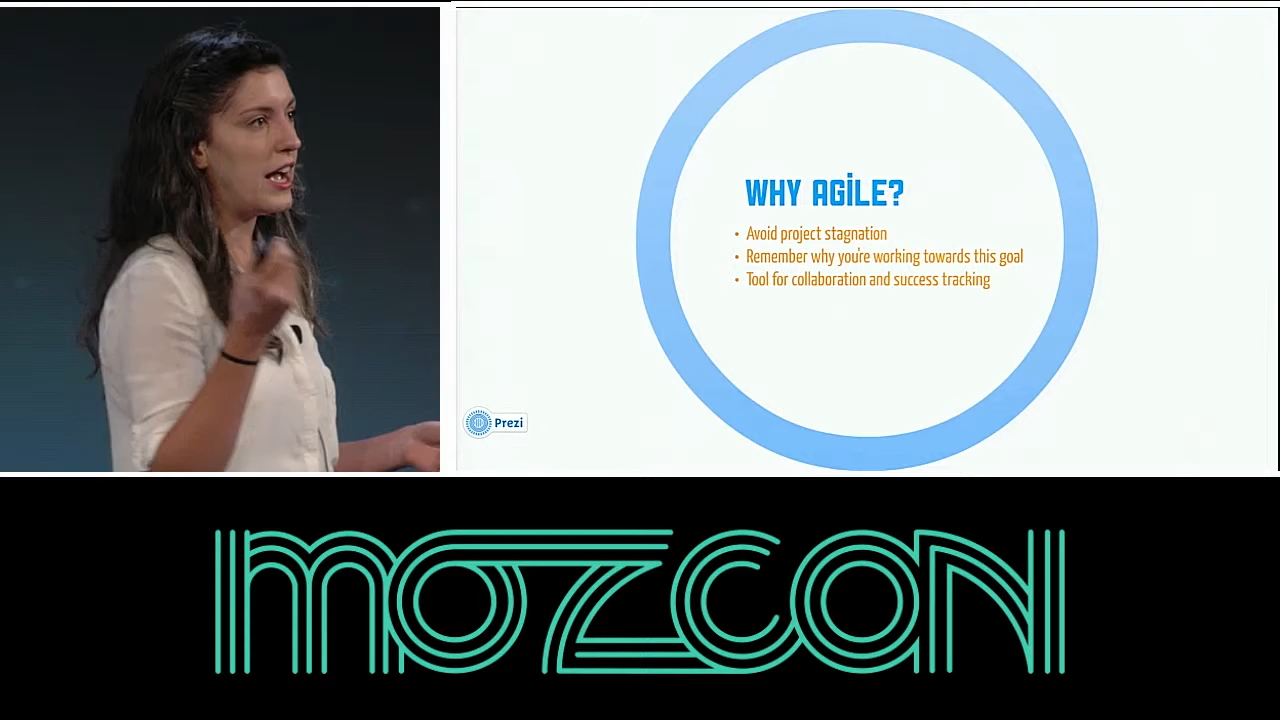 WHY AGILE?
• Avoid project stagnation
• Remember why you're working towards this goal
• Tool for collaboration and success tracking
Prezi
mozcon